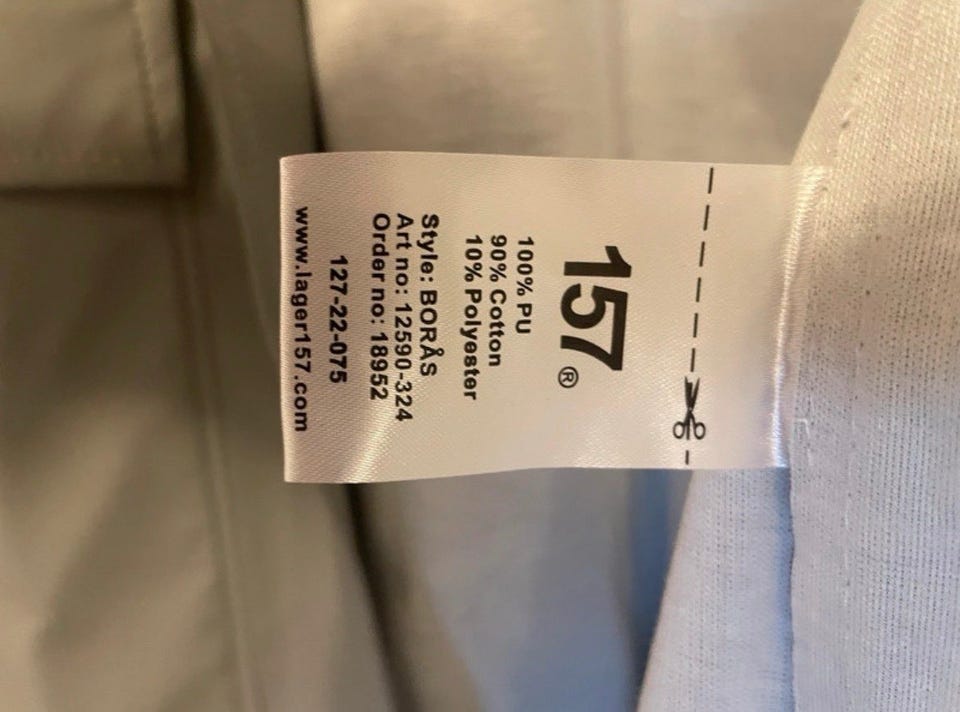 157®
100% PU
90% Cotton
10% Polyester
Style: BORÅS
Art no: 12590-324
Order no: 18952
127-22-075
www.lager157.com